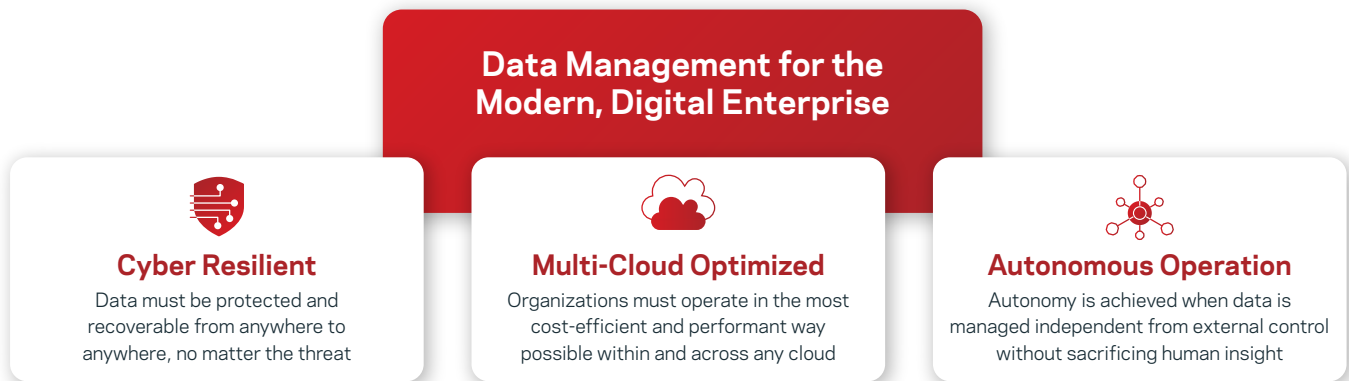 Data Management for the
Modern, Digital Enterprise
Cyber Resilient
Data must be protected and
recoverable from anywhere to
anywhere, no matter the threat
Multi-Cloud Optimized
Organizations must operate in the most
cost-efficient and performant way
possible within and across any cloud
Autonomous Operation
Autonomy is achieved when data is
managed independent from external control
without sacrificing human insight